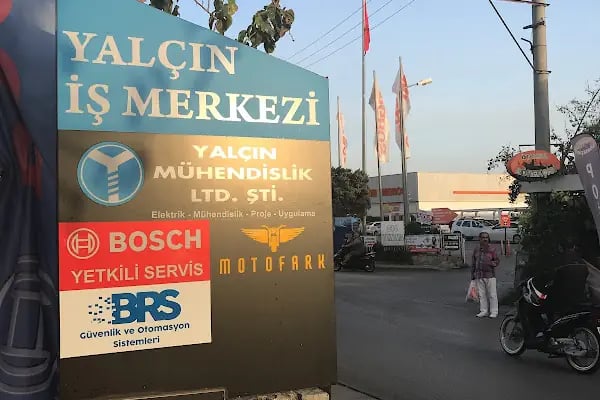 YALÇIN
İŞ MERKEZİ
YALÇIN
MÜHENDİSLİK
LTD. ŞTİ.
Elektrik - Mühendislik - Proje - Uygulama
BOSCH
YETKİLİ SERVİS
MOTOFARK
BRS
Güvenlik ve Otomasyon
Sistemleri